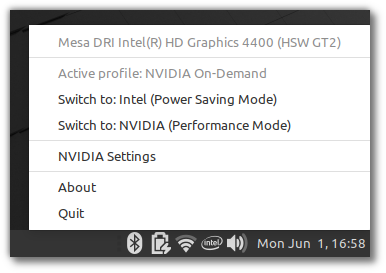 Mesa DRI Intel(R) HD Graphics 4400 (HSW GT2)
Active profile: NVIDIA On-Demand
Switch to: Intel (Power Saving Mode)
Switch to: NVIDIA (Performance Mode)
NVIDIA Settings
About
Quit
intel Mon Jun 1, 16:58